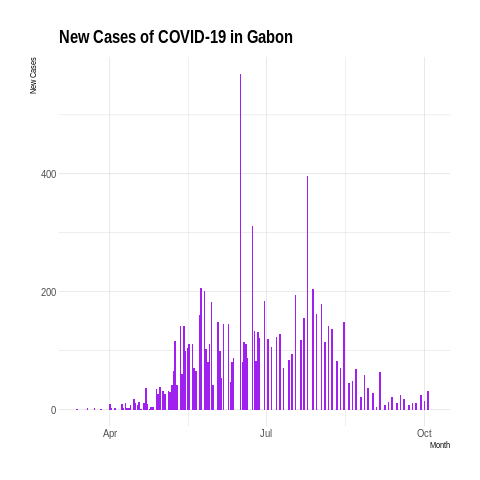 New Cases of COVID-19 in Gabon
New Cases
400
200
0
Apr
Jul
Oct
Month